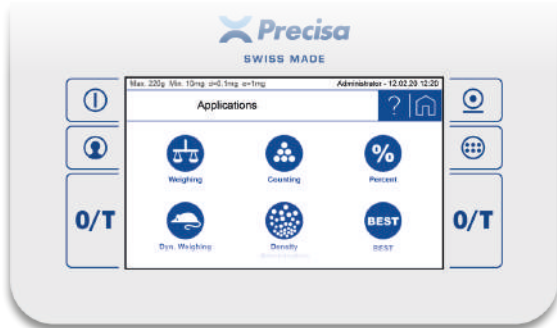 Precisa
SWISS MADE
Max. 220g Min. 10mg d=0.1mg e=1mg
Administrator - 12.02.20 12:20
Applications
?
Weighing
Counting
%
Percent
0/T
0/T
Dyn. Weighing
Density
BEST
BEST